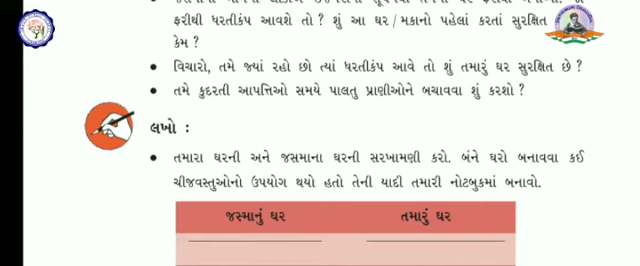 ફરીથી ધરતીકંપ આવશે તો ? શું આ ઘર / મકાનો પહેલાં કરતાં સુરક્ષિત
કેમ ?
• વિચારો, તમે જ્યાં રહો છો ત્યાં ધરતીકંપ આવે તો શું તમારું ઘર સુરક્ષિત છે ?
• તમે કુદરતી આપત્તિઓ સમયે પાલતુ પ્રાણીઓને બચાવવા શું કરશો ?
લખો :
• તમારા ઘરની અને જસમાના ઘરની સરખામણી કરો. બંને ઘરો બનાવવા કઈ
ચીજવસ્તુઓનો ઉપયોગ થયો હતો તેની યાદી તમારી નોટબુકમાં બનાવો.
જસ્માનું ઘર તમારું ઘર